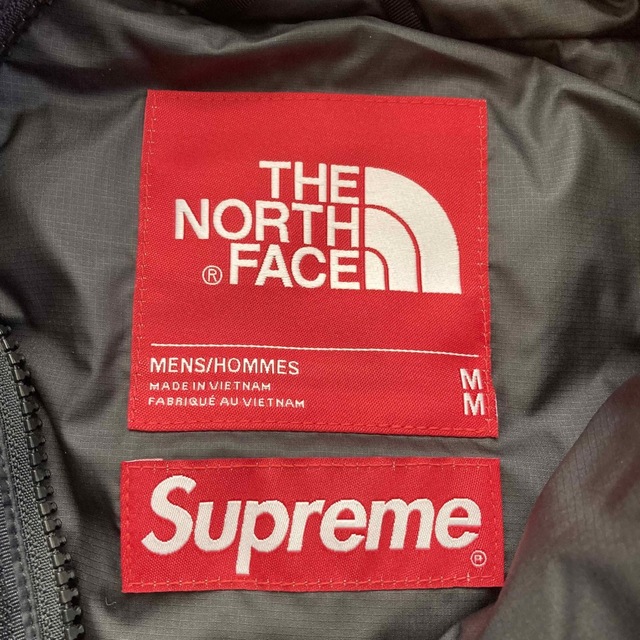 THE
NORTH
® FACE
MENS/HOMMES M
MADE IN VIETNAM
FABRIQUÉ AU VIETNAM M
Supreme ®